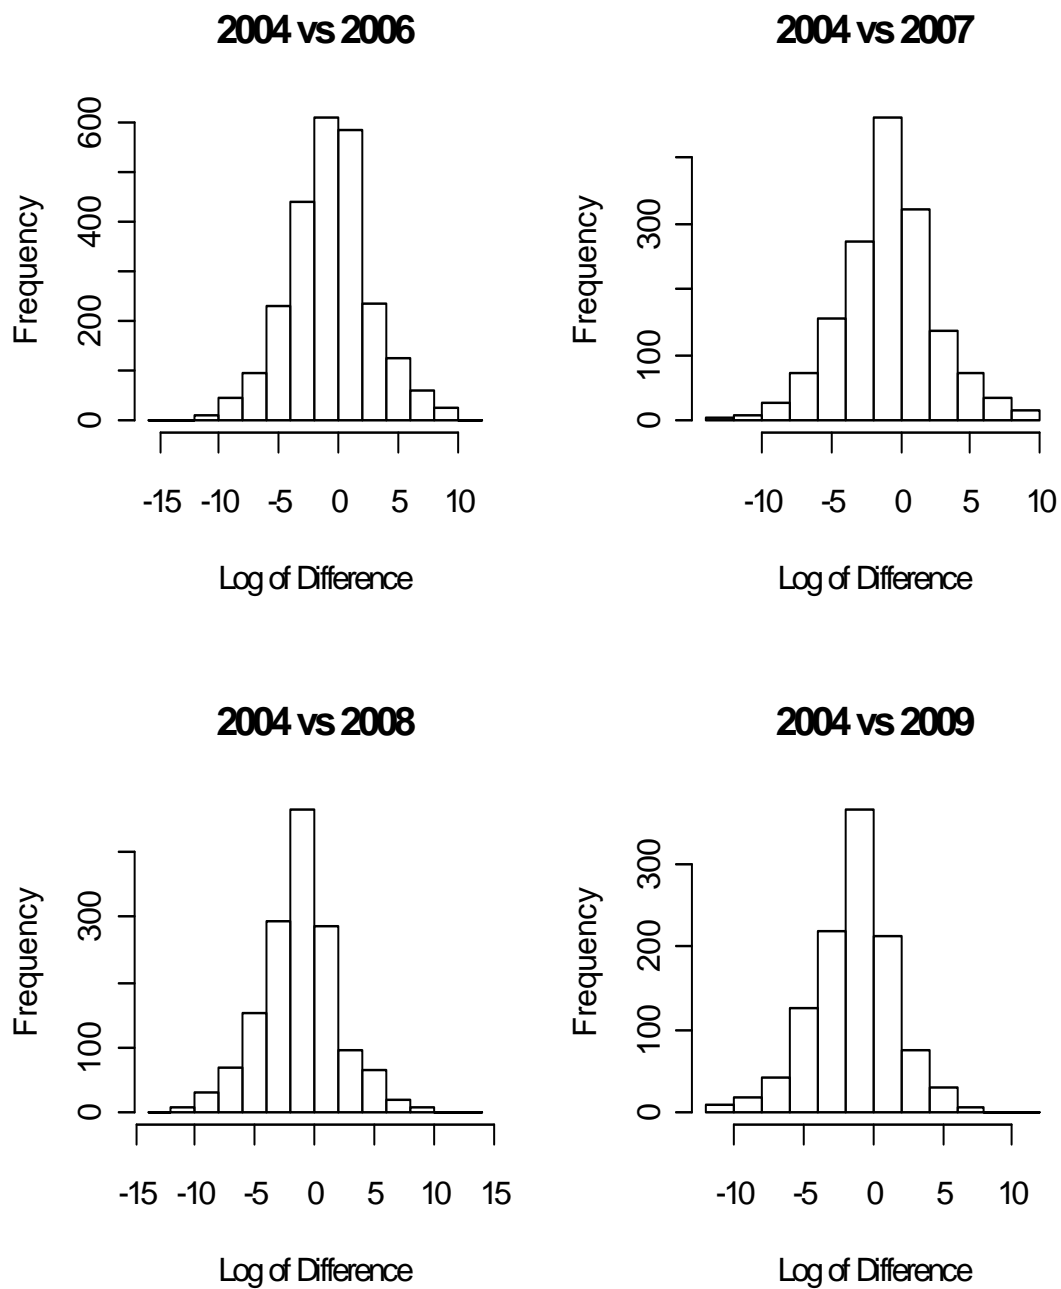 2004 vs 2006
Frequency
0 200 400 600
-15 -10 -5 0 5 10
Log of Difference
2004 vs 2007
Frequency
0 100 300
-10 -5 0 5 10
Log of Difference
2004 vs 2008
Frequency
0 100 300
-15 -10 -5 0 5 10 15
Log of Difference
2004 vs 2009
Frequency
0 100 200 300
-10 -5 0 5 10
Log of Difference